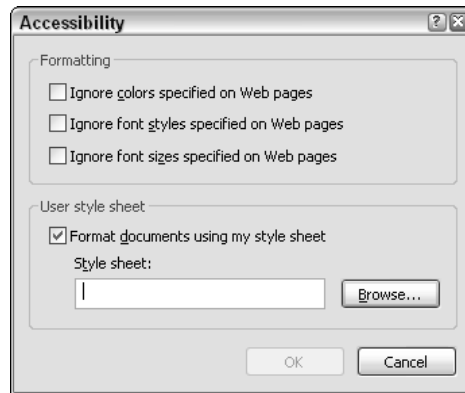 Accessibility
Formatting
Ignore colors specified on Web pages
Ignore font styles specified on Web pages
Ignore font sizes specified on Web pages
User style sheet
Format documents using my style sheet
Style sheet:
Browse...
OK Cancel